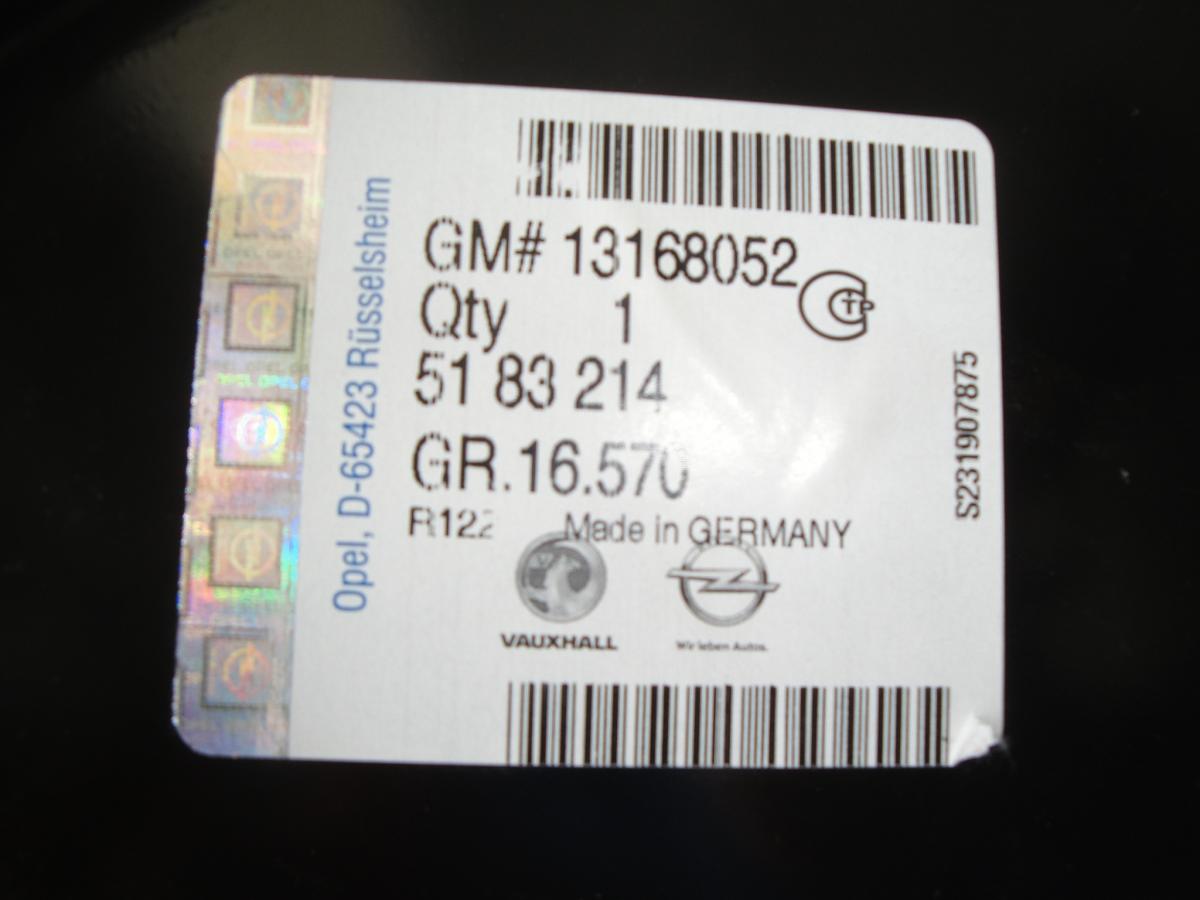 Opel, D-65423 Rüsselsheim
GM# 13168052
Qty 1
51 83 214
GR.16.570
R122 Made in GERMANY
VAUXHALL
Wir leben Autos.
S231907875